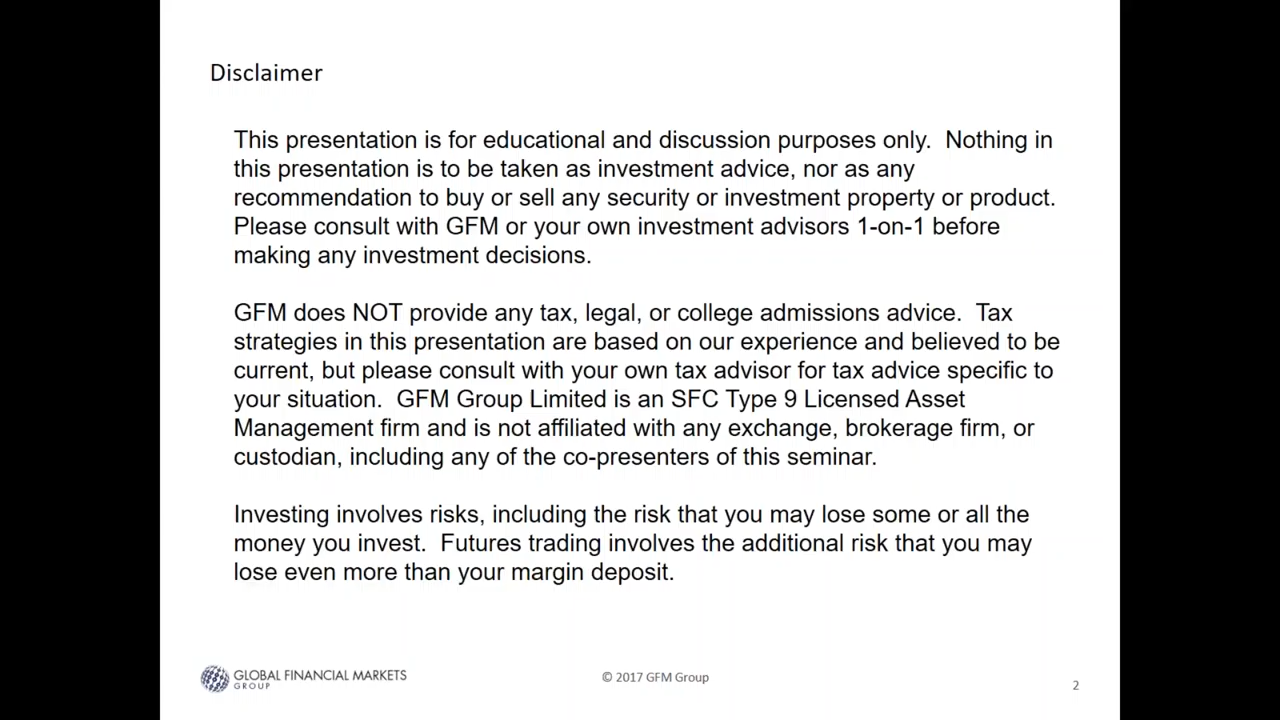 Disclaimer
This presentation is for educational and discussion purposes only.  Nothing in
this presentation is to be taken as investment advice, nor as any
recommendation to buy or sell any security or investment property or product.
Please consult with GFM or your own investment advisors 1-on-1 before
making any investment decisions.
GFM does NOT provide any tax, legal, or college admissions advice.  Tax
strategies in this presentation are based on our experience and believed to be
current, but please consult with your own tax advisor for tax advice specific to
your situation.  GFM Group Limited is an SFC Type 9 Licensed Asset
Management firm and is not affiliated with any exchange, brokerage firm, or
custodian, including any of the co-presenters of this seminar.
Investing involves risks, including the risk that you may lose some or all the
money you invest.  Futures trading involves the additional risk that you may
lose even more than your margin deposit.
GLOBAL FINANCIAL MARKETS
GROUP
© 2017 GFM Group
2